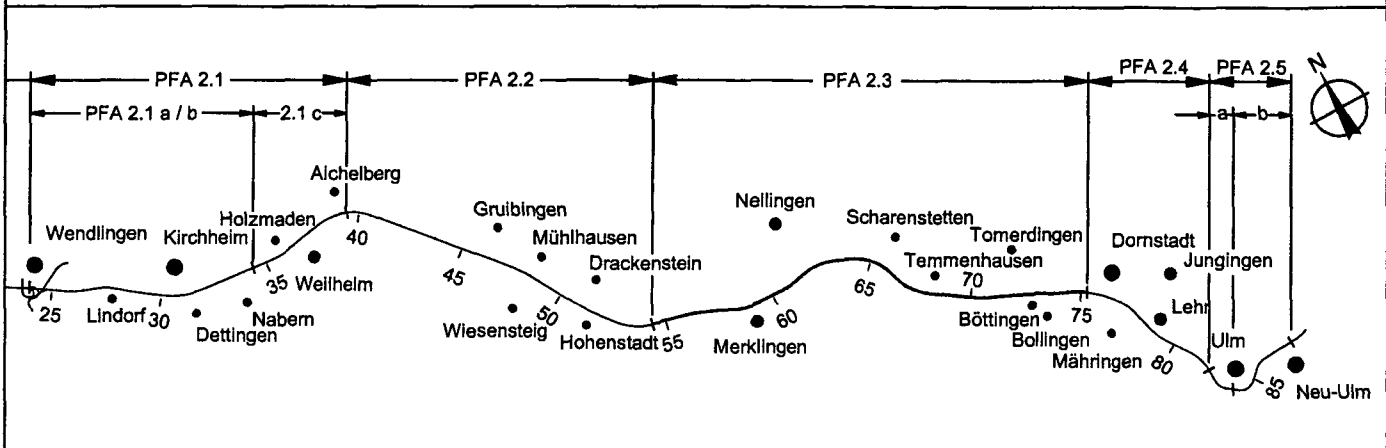 PFA 2.1
PFA 2.2
PFA 2.3
PFA 2.4
PFA 2.5
N
PFA 2.1 a / b
2.1 c
a
b
Aichelberg
Wendlingen
Kirchheim
Holzmaden
Weilheim
Gruibingen
Mühlhausen
Drackenstein
Nellingen
Scharenstetten
Tomerdingen
Temmenhausen
Dornstadt
Jungingen
Lehr
Ulm
Neu-Ulm
Lindorf
Dettingen
Nabern
Wiesensteig
Hohenstadt
Merklingen
Böttingen
Bollingen
Mähringen
25
30
35
40
45
50
55
60
65
70
75
80
85